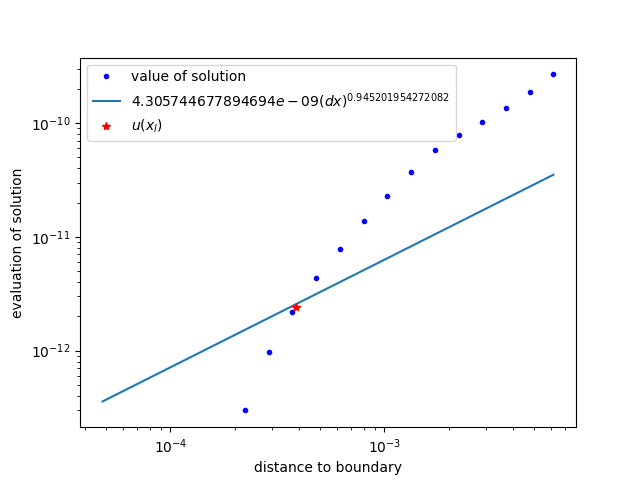 value of solution
4.305744677894694e − 09(dx)^0.945201954272082
u(x_l)
evaluation of solution
10^−10
10^−11
10^−12
10^−4
10^−3
distance to boundary